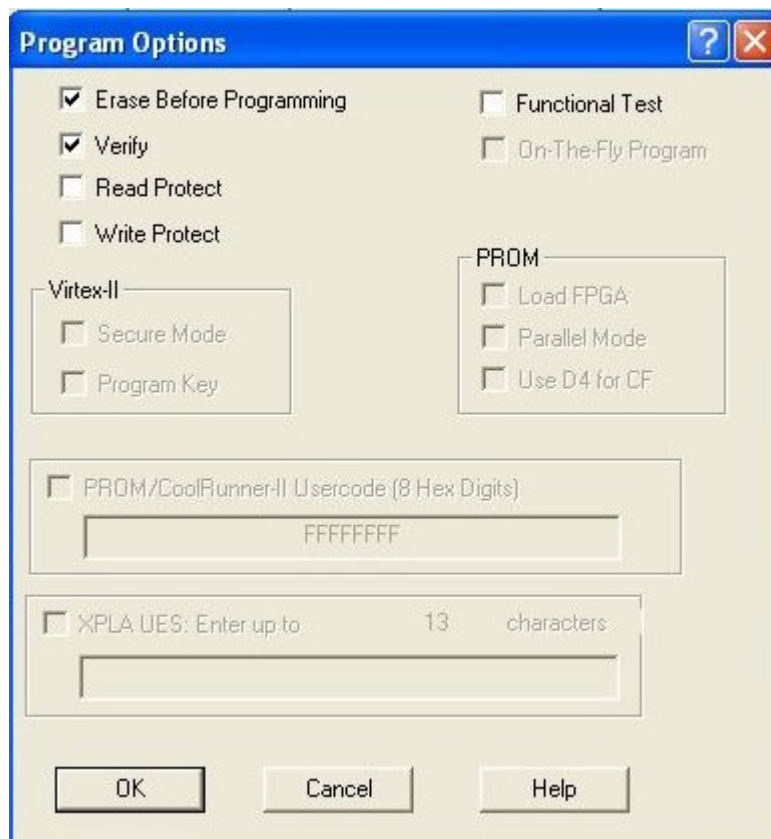 Program Options
Erase Before Programming
Functional Test
Verify
On-The-Fly Program
Read Protect
Write Protect
PROM
Virtex-II
Load FPGA
Secure Mode
Parallel Mode
Program Key
Use D4 for CF
PROM/CoolRunner-II Usercode (8 Hex Digits)
FFFFFFFF
XPLA UES: Enter up to 13 characters
OK Cancel Help